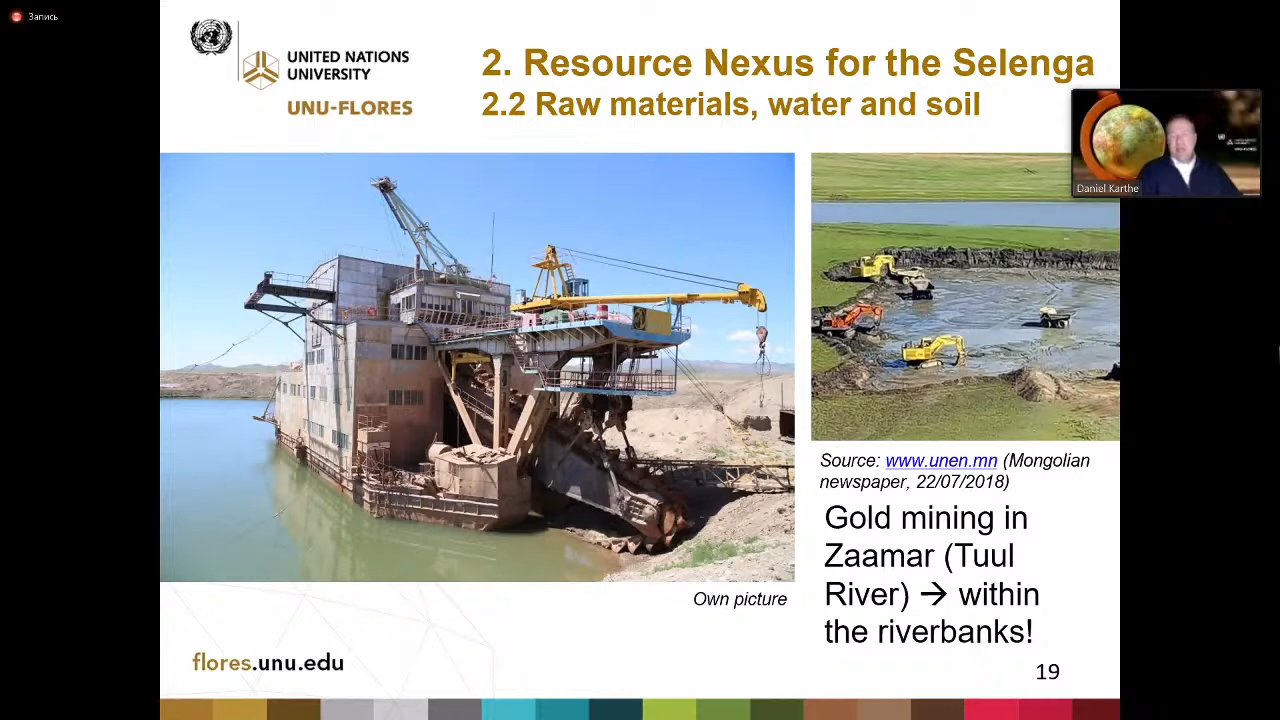 Запись
UNITED NATIONS
UNIVERSITY
UNU-FLORES
2. Resource Nexus for the Selenga
2.2 Raw materials, water and soil
Daniel Karthe
Source: www.unen.mn (Mongolian
newspaper, 22/07/2018)
Gold mining in
Zaamar (Tuul
River) → within
the riverbanks!
Own picture
flores.unu.edu
19